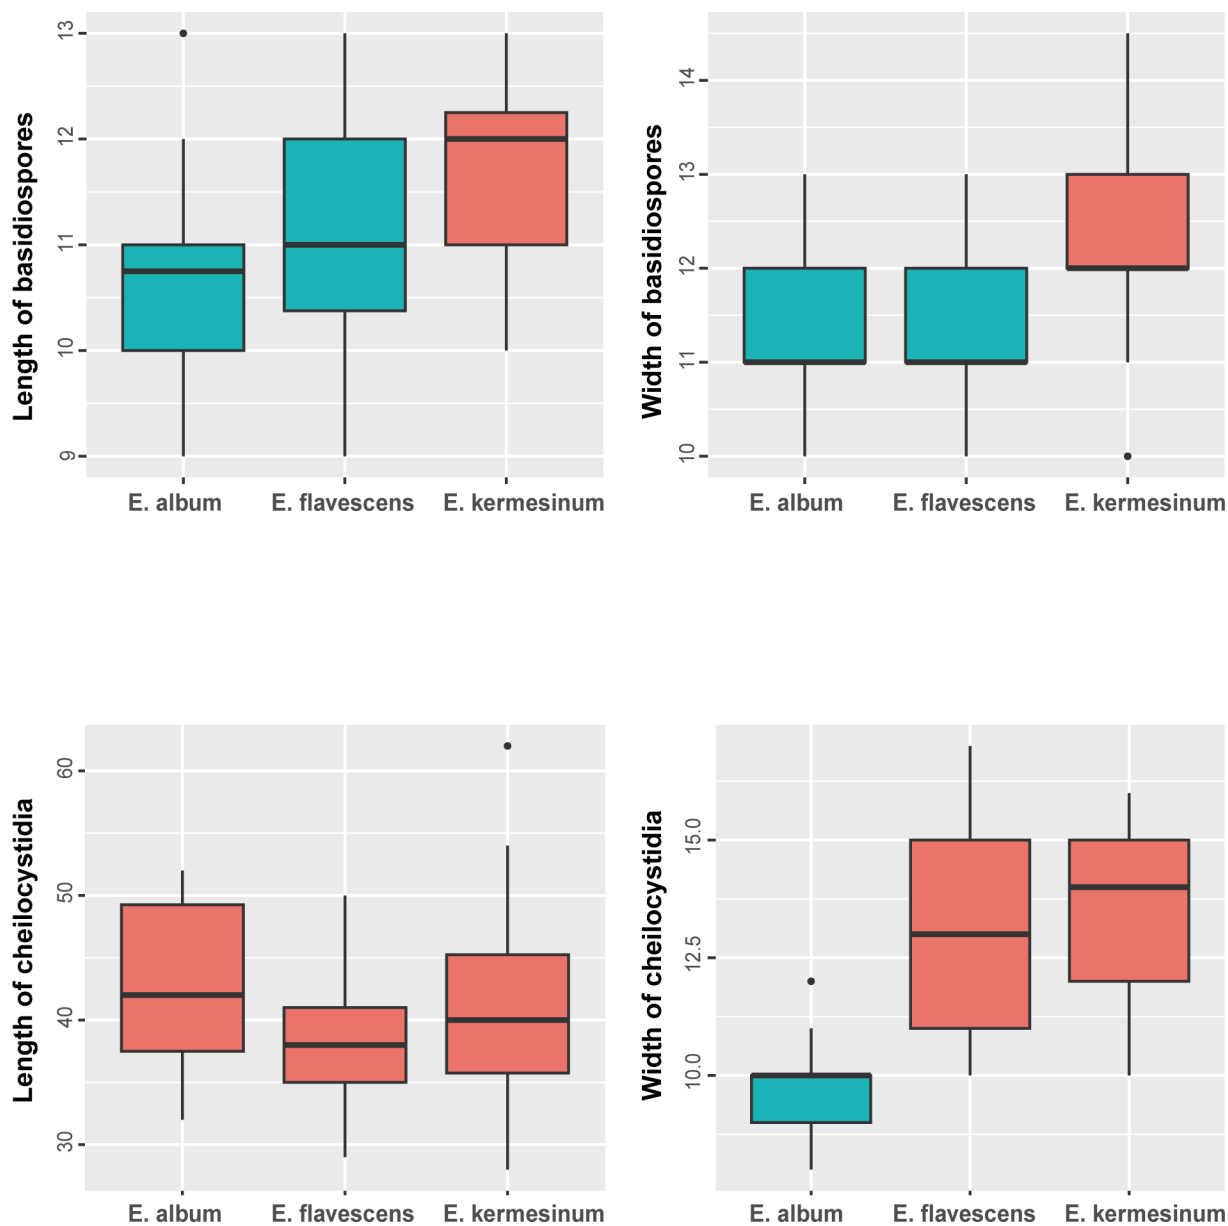 Length of basidiospores
13
12
11
10
9
E. album E. flavescens E. kermesinum
Width of basidiospores
14
13
12
11
10
E. album E. flavescens E. kermesinum
Length of cheilocystidia
60
50
40
30
E. album E. flavescens E. kermesinum
Width of cheilocystidia
15.0
12.5
10.0
E. album E. flavescens E. kermesinum